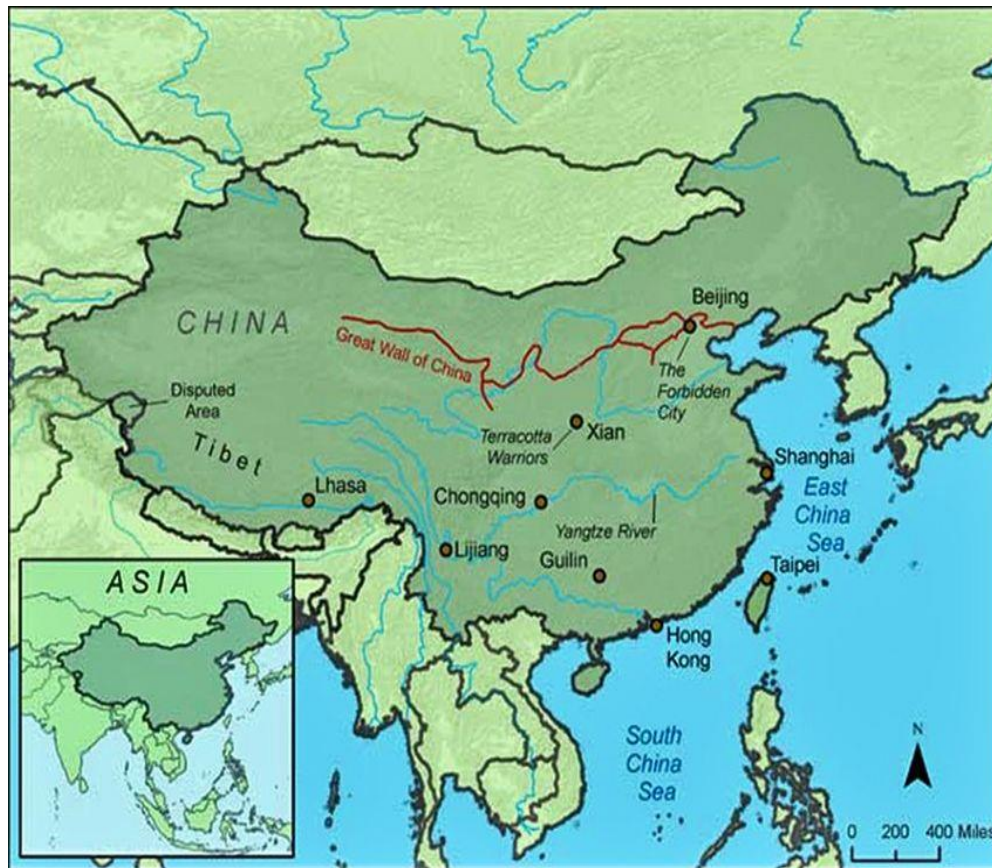 Beijing
CHINA
Great Wall of China
The
Forbidden
City
Disputed
Area
Tibet
Terracotta
Warriors
Xian
Shanghai
Lhasa
Chongqing
East
China
Sea
Yangtze River
Lijiang
Guilin
Taipei
ASIA
Hong
Kong
South
China
Sea
N
0 200 400 Miles